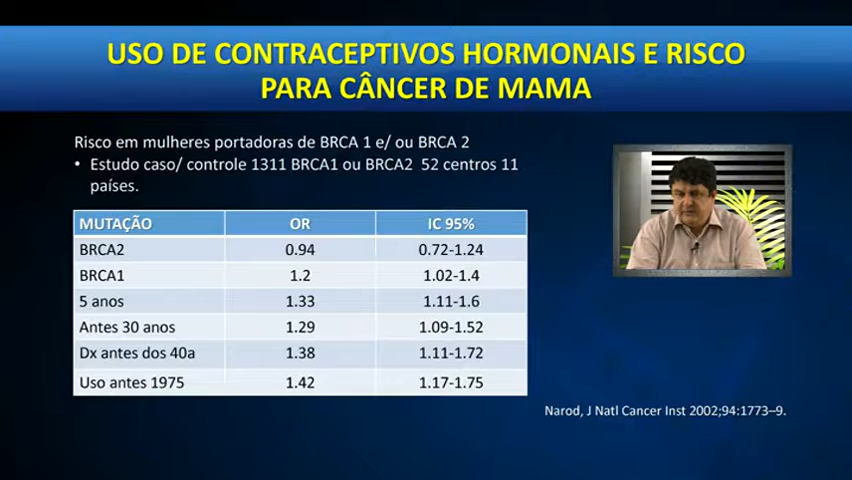 USO DE CONTRACEPTIVOS HORMONAIS E RISCO
PARA CÂNCER DE MAMA
Risco em mulheres portadoras de BRCA 1 e/ ou BRCA 2
• Estudo caso/ controle 1311 BRCA1 ou BRCA2 52 centros 11
países.
MUTAÇÃO OR IC 95%
BRCA2 0.94 0.72-1.24
BRCA1 1.2 1.02-1.4
5 anos 1.33 1.11-1.6
Antes 30 anos 1.29 1.09-1.52
Dx antes dos 40a 1.38 1.11-1.72
Uso antes 1975 1.42 1.17-1.75
Narod, J Natl Cancer Inst 2002;94:1773–9.